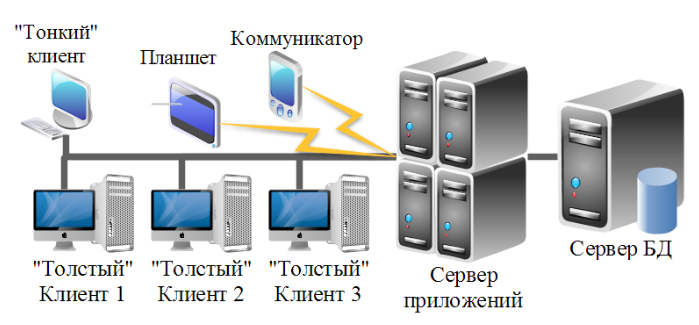 "Тонкий"
клиент
Планшет
Коммуникатор
"Толстый"
Клиент 1
"Толстый"
Клиент 2
"Толстый"
Клиент 3
Сервер
приложений
Сервер БД